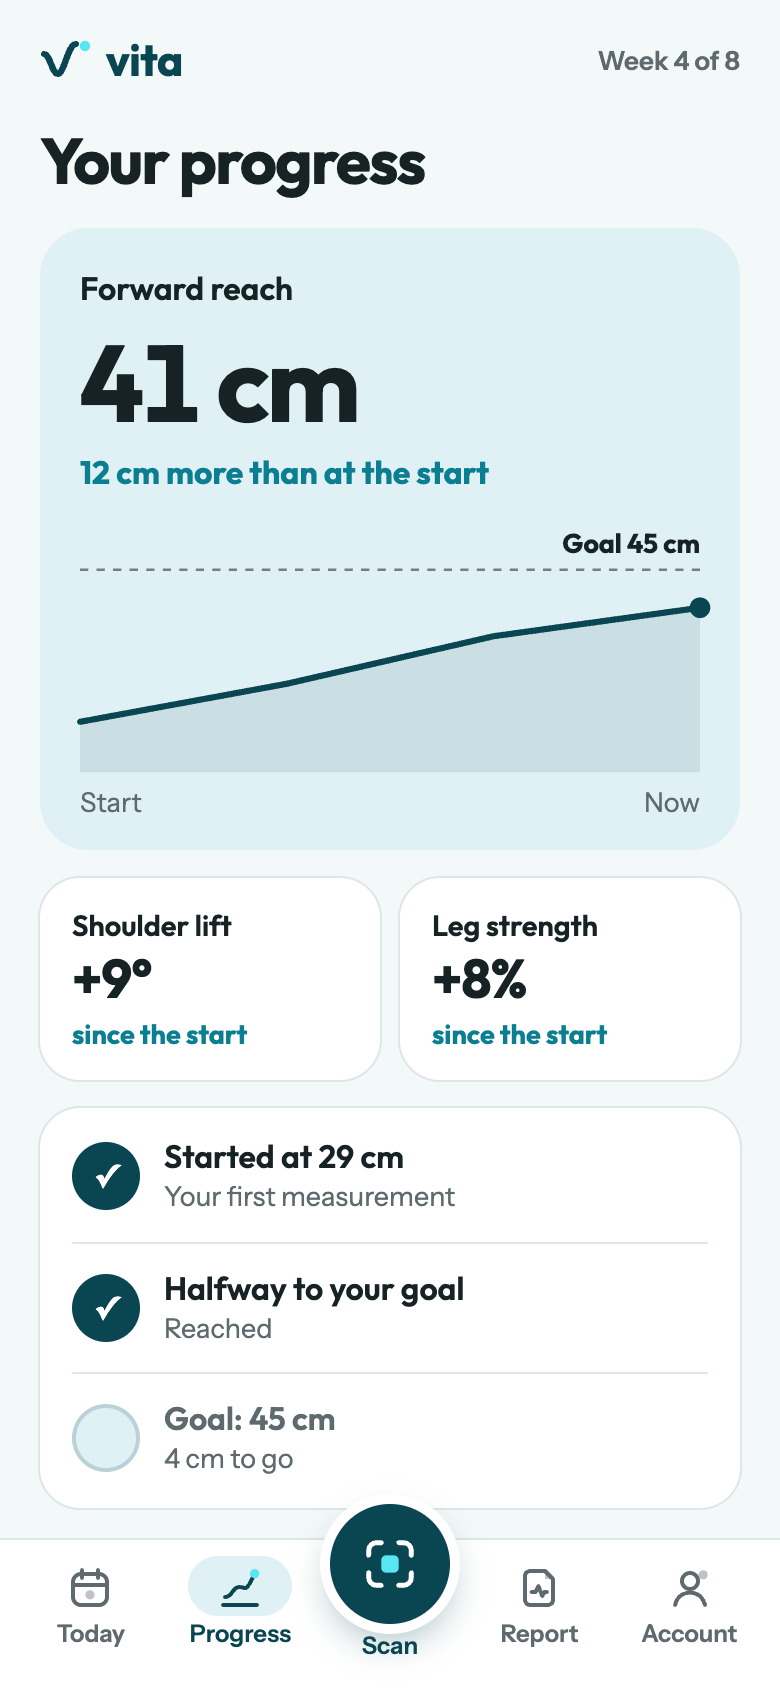 vita
Week 4 of 8
Your progress
Forward reach
41 cm
12 cm more than at the start
Goal 45 cm
Start
Now
Shoulder lift
+9°
since the start
Leg strength
+8%
since the start
Started at 29 cm
Your first measurement
Halfway to your goal
Reached
Goal: 45 cm
4 cm to go
Today
Progress
Scan
Report
Account